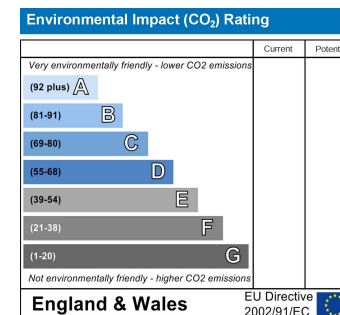 Environmental Impact (CO₂) Rating
Current Potent
Very environmentally friendly - lower CO2 emissions
(92 plus) A
(81-91) B
(69-80) C
(55-68) D
(39-54) E
(21-38) F
(1-20) G
Not environmentally friendly - higher CO2 emissions
England & Wales
EU Directive
2002/91/EC